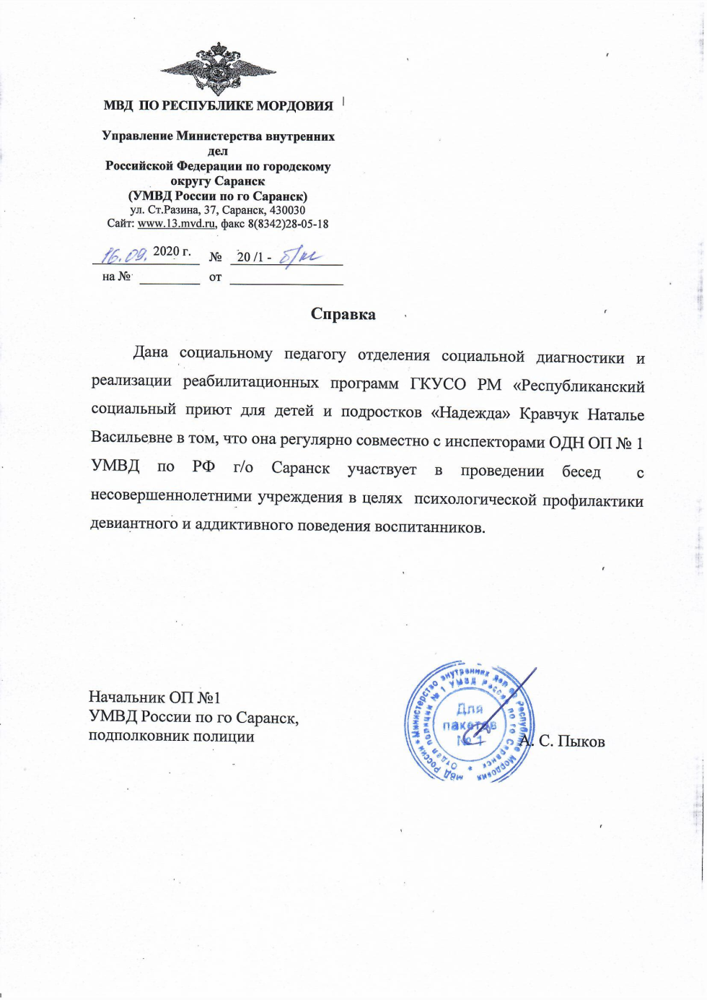 МВД ПО РЕСПУБЛИКЕ МОРДОВИЯ
Управление Министерства внутренних
дел
Российской Федерации по городскому
округу Саранск
(УМВД России по го Саранск)
ул. Ст.Разина, 37, Саранск, 430030
Сайт: www.13.mvd.ru, факс 8(8342)28-05-18
16.09. 2020 г. № 20 /1 -
на № от
Справка
Дана социальному педагогу отделения социальной диагностики и
реализации реабилитационных программ ГКУСО РМ «Республиканский
социальный приют для детей и подростков «Надежда» Кравчук Наталье
Васильевне в том, что она регулярно совместно с инспекторами ОДН ОП № 1
УМВД по РФ г/о Саранск участвует в проведении бесед с
несовершеннолетними учреждения в целях психологической профилактики
девиантного и аддиктивного поведения воспитанников.
Начальник ОП №1
УМВД России по го Саранск,
подполковник полиции
А. С. Пыков
МВД России * Министерство внутренних дел по Республике Мордовия
Отдел полиции № 1 УМВД России по го Саранск *
Для
пакетов
№ 1